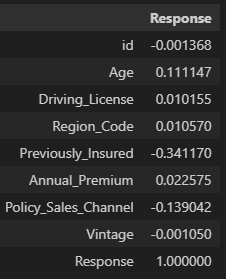 Response
id -0.001368
Age 0.111147
Driving_License 0.010155
Region_Code 0.010570
Previously_Insured -0.341170
Annual_Premium 0.022575
Policy_Sales_Channel -0.139042
Vintage -0.001050
Response 1.000000